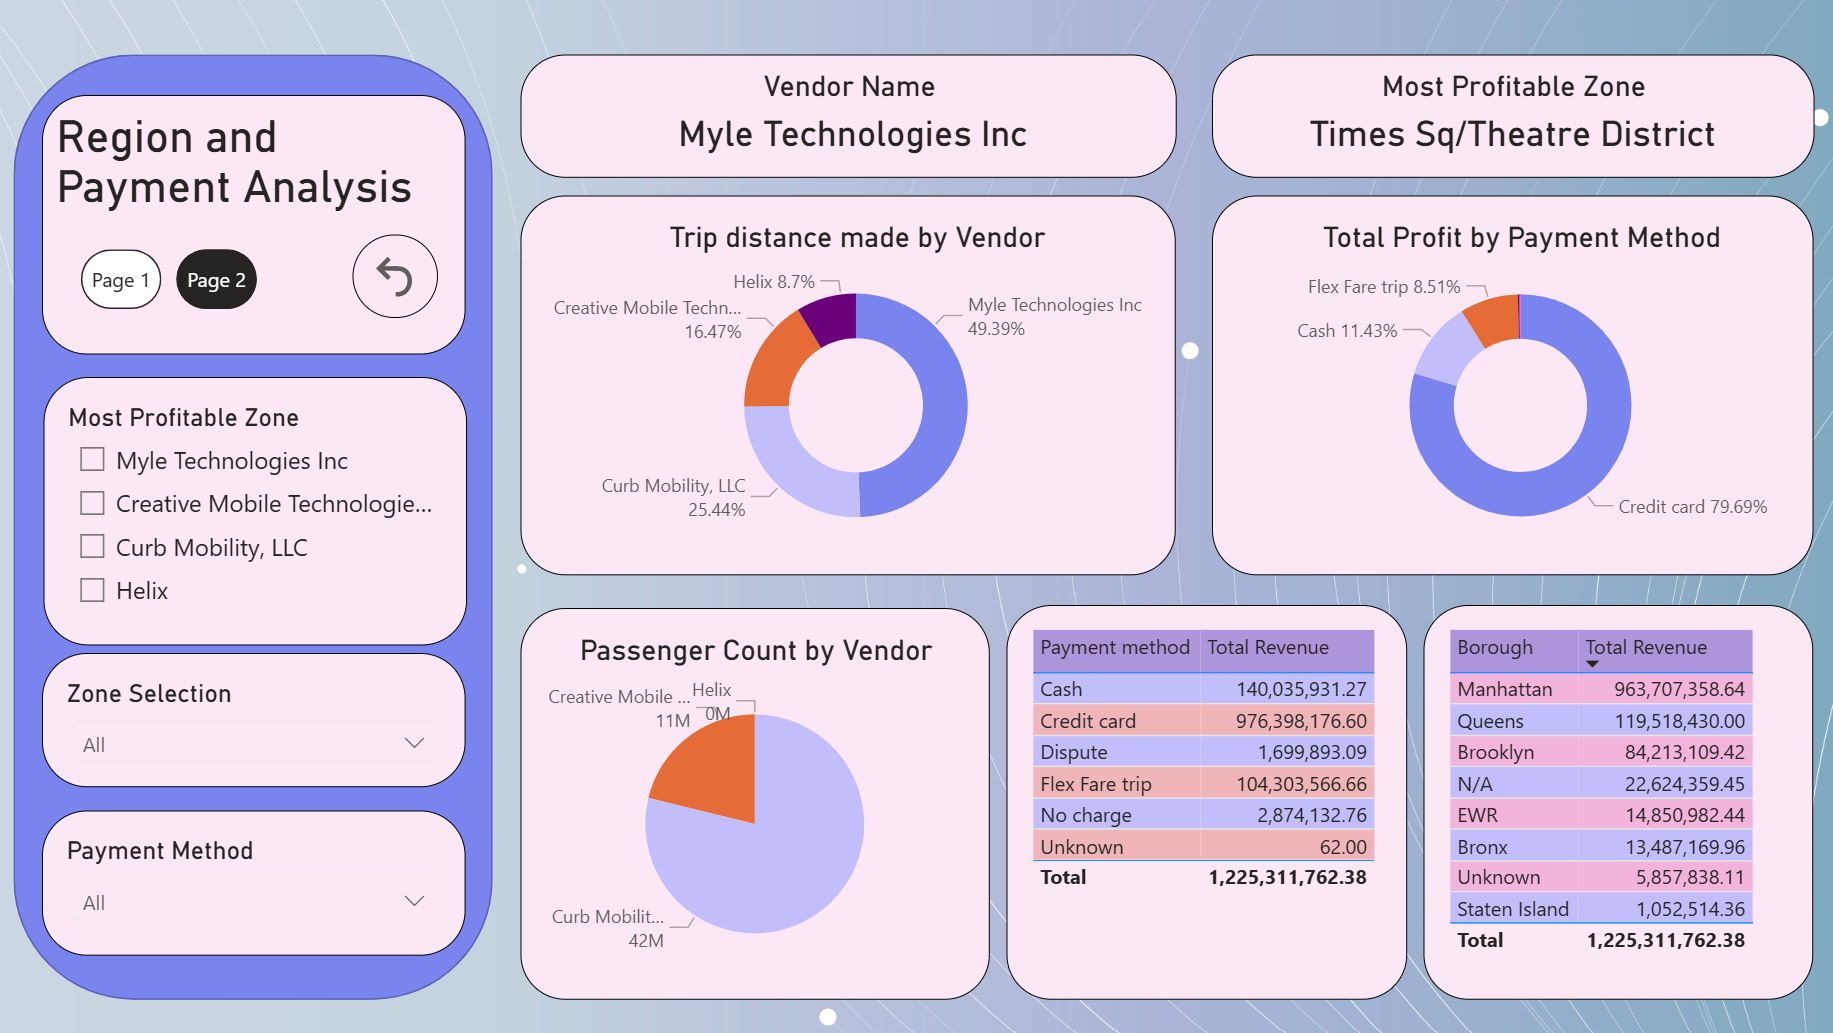 Region and
Payment Analysis
Page 1
Page 2
Most Profitable Zone
Myle Technologies Inc
Creative Mobile Technologie...
Curb Mobility, LLC
Helix
Zone Selection
All
Payment Method
All
Vendor Name
Myle Technologies Inc
Most Profitable Zone
Times Sq/Theatre District
Trip distance made by Vendor
Helix 8.7%
Creative Mobile Techn...
16.47%
Myle Technologies Inc
49.39%
Curb Mobility, LLC
25.44%
Total Profit by Payment Method
Flex Fare trip 8.51%
Cash 11.43%
Credit card 79.69%
Passenger Count by Vendor
Creative Mobile ...
11M
Helix
0M
Curb Mobilit...
42M
Payment method Total Revenue
Cash 140,035,931.27
Credit card 976,398,176.60
Dispute 1,699,893.09
Flex Fare trip 104,303,566.66
No charge 2,874,132.76
Unknown 62.00
Total 1,225,311,762.38
Borough Total Revenue
Manhattan 963,707,358.64
Queens 119,518,430.00
Brooklyn 84,213,109.42
N/A 22,624,359.45
EWR 14,850,982.44
Bronx 13,487,169.96
Unknown 5,857,838.11
Staten Island 1,052,514.36
Total 1,225,311,762.38